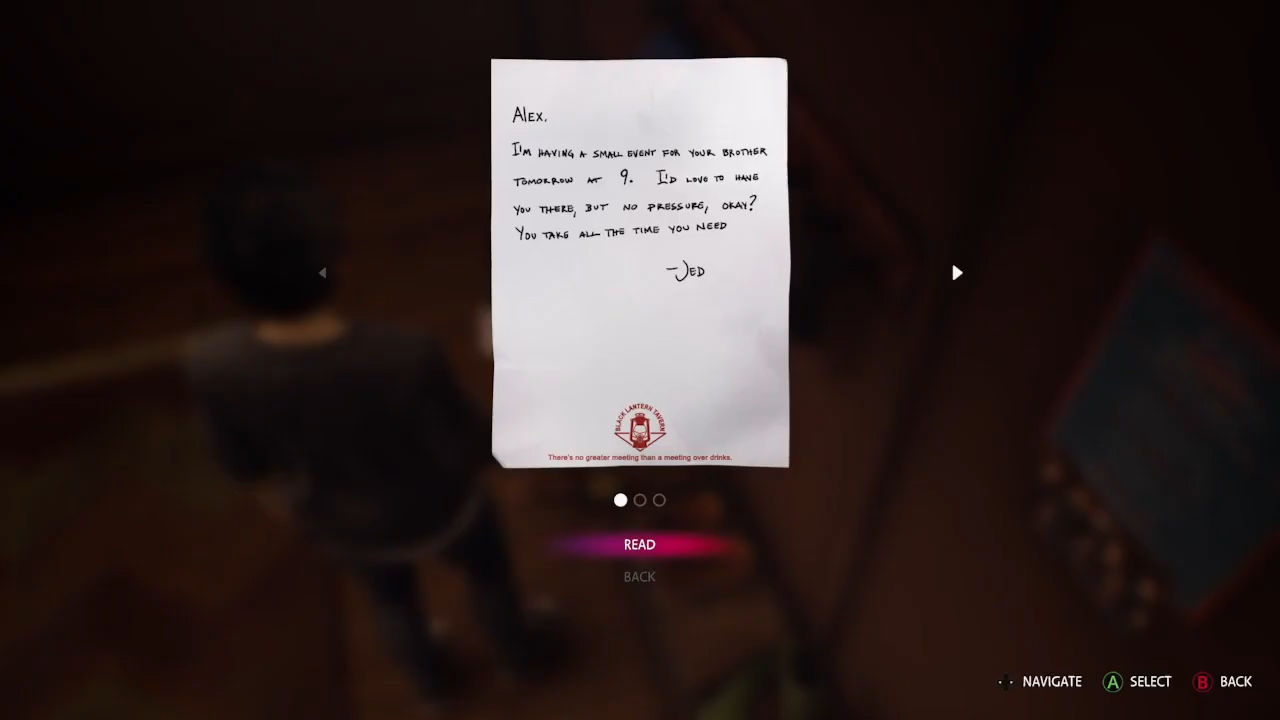 Alex,
I'm having a small event for your brother
tomorrow at 9. I'd love to have
you there, but no pressure, okay?
You take all the time you need
-Jed
BLACK LANTERN TAVERN
There's no greater meeting than a meeting over drinks.
READ
BACK
NAVIGATE A SELECT B BACK